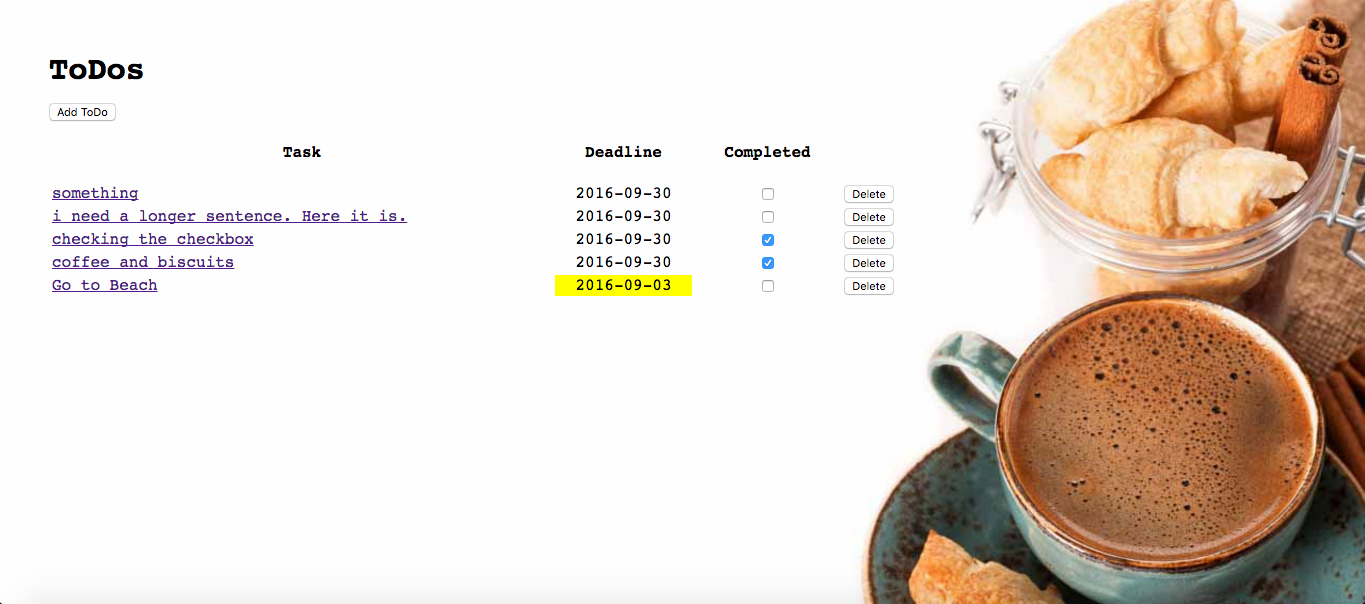 ToDos
Add ToDo
Task Deadline Completed
something 2016-09-30 Delete
i need a longer sentence. Here it is. 2016-09-30 Delete
checking the checkbox 2016-09-30 Delete
coffee and biscuits 2016-09-30 Delete
Go to Beach 2016-09-03 Delete